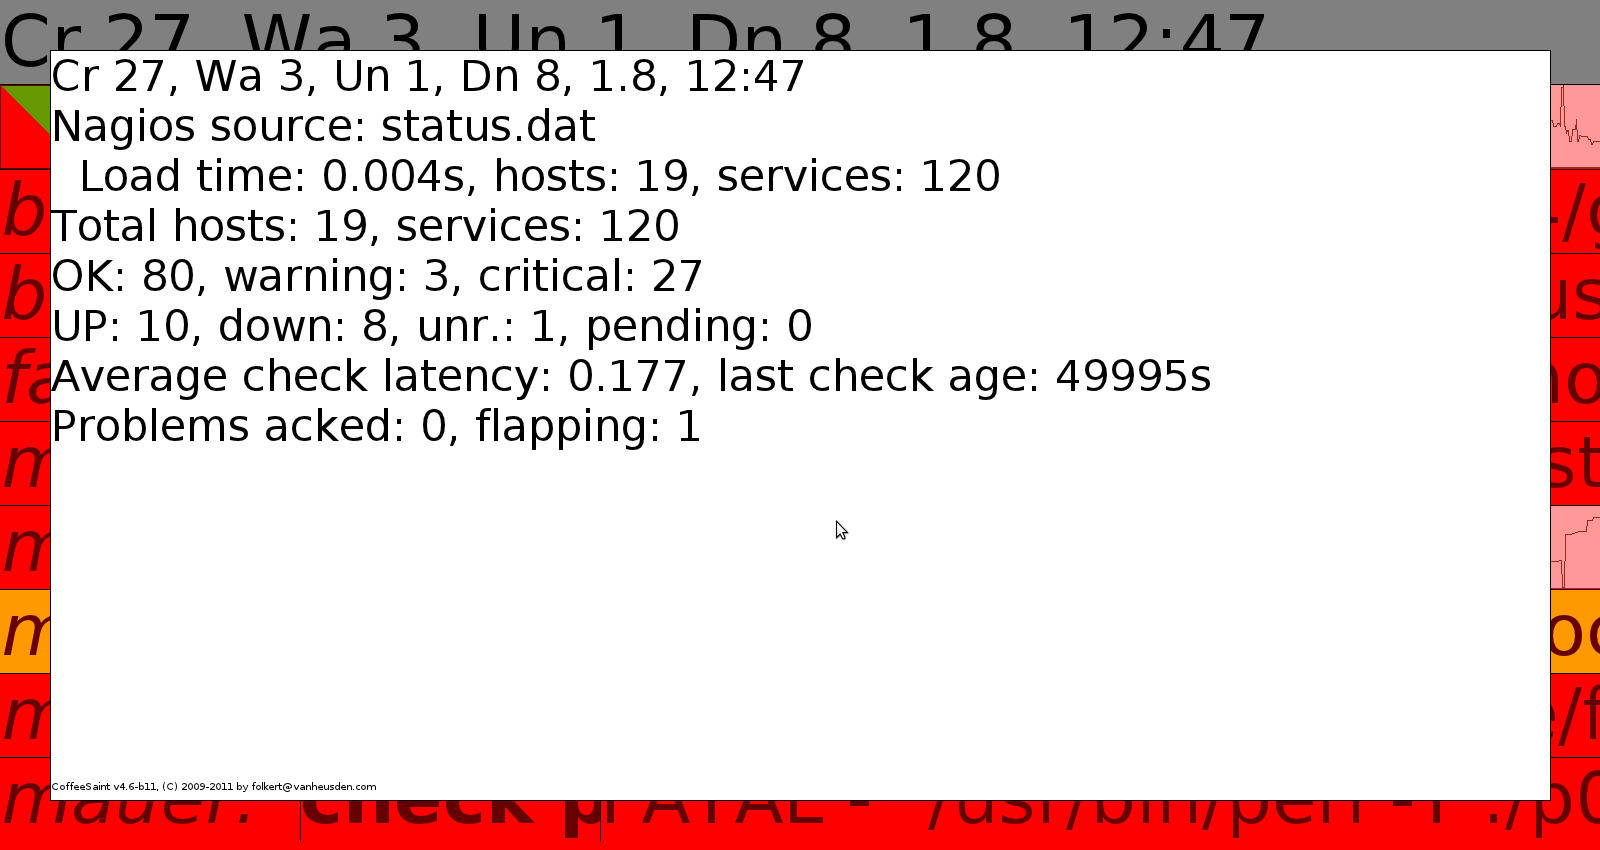 Cr 27, Wa 3, Un 1, Dn 8, 1.8, 12:47
Cr 27, Wa 3, Un 1, Dn 8, 1.8, 12:47
Nagios source: status.dat
Load time: 0.004s, hosts: 19, services: 120
Total hosts: 19, services: 120
OK: 80, warning: 3, critical: 27
UP: 10, down: 8, unr.: 1, pending: 0
Average check latency: 0.177, last check age: 49995s
Problems acked: 0, flapping: 1
CoffeeSaint v4.6-b11, (C) 2009-2011 by folkert@vanheusden.com
mauer: check p /usr/bin/perl -T ./p0